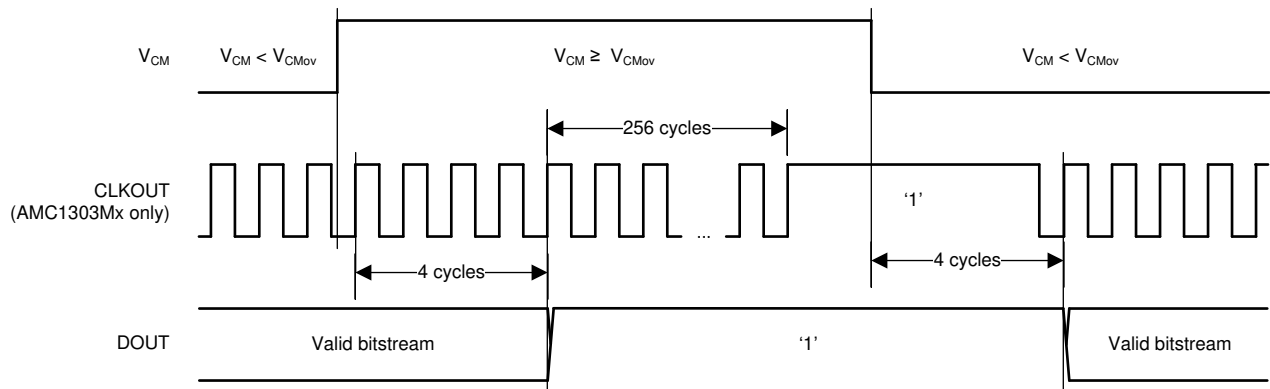 V_CM
V_CM < V_CMov
V_CM ≥ V_CMov
V_CM < V_CMov
256 cycles
CLKOUT
(AMC1303Mx only)
...
‘1’
4 cycles
4 cycles
DOUT
Valid bitstream
‘1’
Valid bitstream